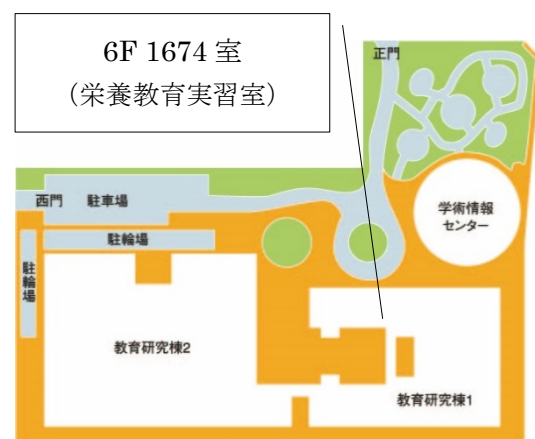 6F 1674 室
（栄養教育実習室）
正門
西門
駐車場
学術情報
センター
駐輪場
駐輪場
教育研究棟2
教育研究棟1